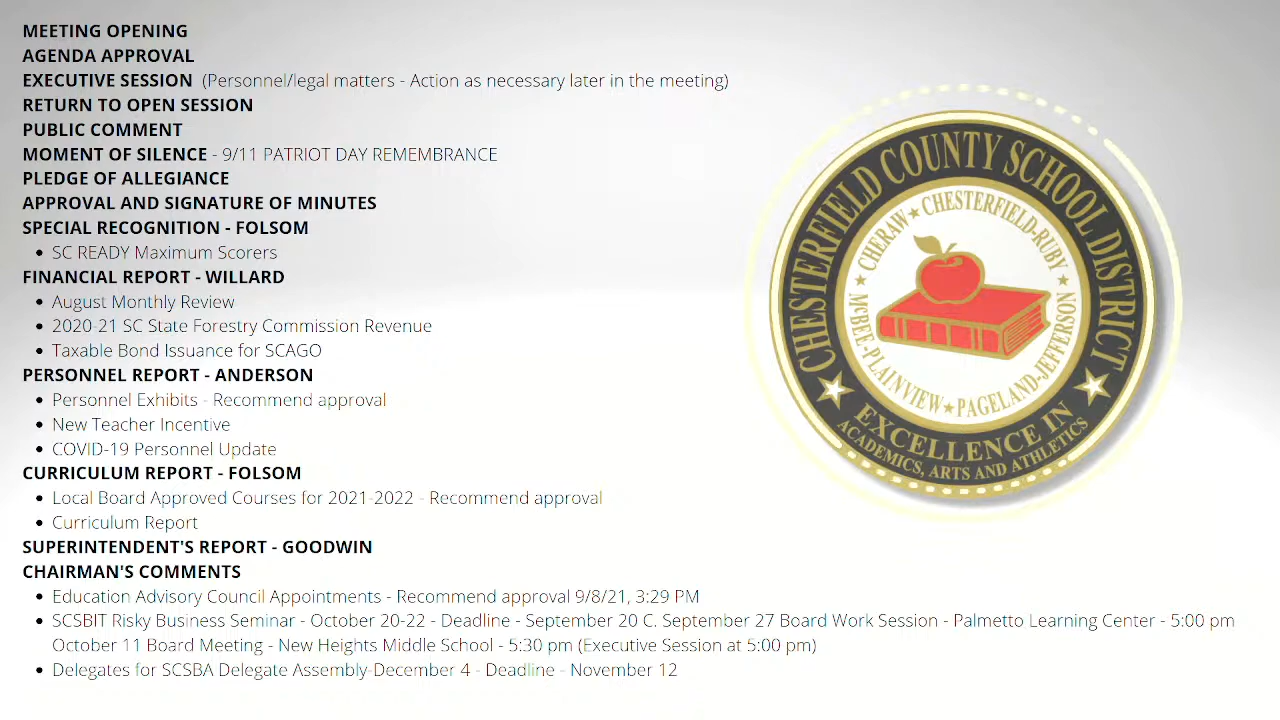 MEETING OPENING
AGENDA APPROVAL
EXECUTIVE SESSION (Personnel/legal matters - Action as necessary later in the meeting)
RETURN TO OPEN SESSION
PUBLIC COMMENT
MOMENT OF SILENCE - 9/11 PATRIOT DAY REMEMBRANCE
PLEDGE OF ALLEGIANCE
APPROVAL AND SIGNATURE OF MINUTES
SPECIAL RECOGNITION - FOLSOM
• SC READY Maximum Scorers
FINANCIAL REPORT - WILLARD
• August Monthly Review
• 2020-21 SC State Forestry Commission Revenue
• Taxable Bond Issuance for SCAGO
PERSONNEL REPORT - ANDERSON
• Personnel Exhibits - Recommend approval
• New Teacher Incentive
• COVID-19 Personnel Update
CURRICULUM REPORT - FOLSOM
• Local Board Approved Courses for 2021-2022 - Recommend approval
• Curriculum Report
SUPERINTENDENT'S REPORT - GOODWIN
CHAIRMAN'S COMMENTS
• Education Advisory Council Appointments - Recommend approval 9/8/21, 3:29 PM
• SCSBIT Risky Business Seminar - October 20-22 - Deadline - September 20 C. September 27 Board Work Session - Palmetto Learning Center - 5:00 pm
October 11 Board Meeting - New Heights Middle School - 5:30 pm (Executive Session at 5:00 pm)
• Delegates for SCSBA Delegate Assembly-December 4 - Deadline - November 12
CHESTERFIELD COUNTY SCHOOL DISTRICT
CHERAW ★ CHESTERFIELD-RUBY
McBEE-PLAINVIEW ★ PAGELAND-JEFFERSON
EXCELLENCE IN
ACADEMICS, ARTS AND ATHLETICS